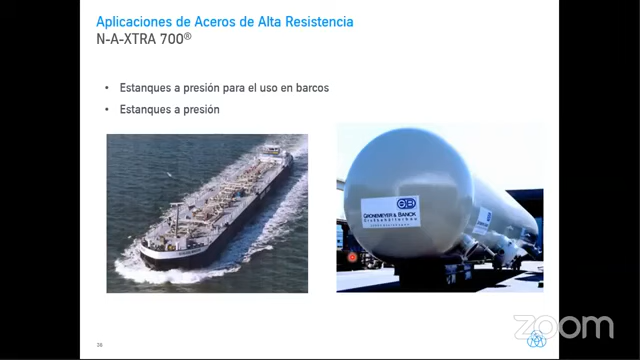 Aplicaciones de Aceros de Alta Resistencia
N-A-XTRA 700®
• Estanques a presión para el uso en barcos
• Estanques a presión
GB
GRONEMEYER & BANCK
zoom